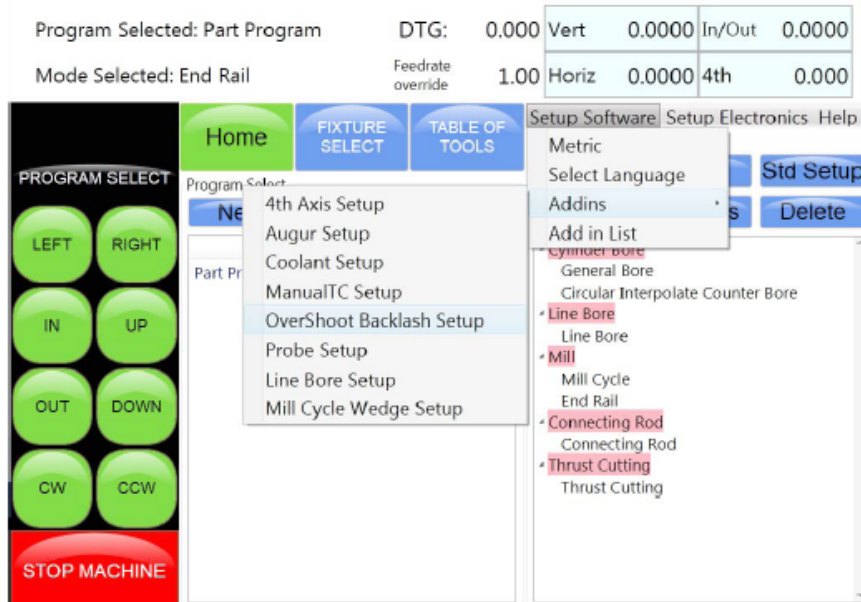 Program Selected: Part Program DTG: 0.000 Vert 0.0000 In/Out 0.0000
Mode Selected: End Rail Feedrate override 1.00 Horiz 0.0000 4th 0.000
Home FIXTURE SELECT TABLE OF TOOLS
Setup Software Setup Electronics Help
Metric
Select Language
Addins
Add in List
Std Setup
Delete
PROGRAM SELECT
LEFT RIGHT
IN UP
OUT DOWN
CW CCW
STOP MACHINE
Program Select
Ne
Part Pr
4th Axis Setup
Augur Setup
Coolant Setup
ManualTC Setup
OverShoot Backlash Setup
Probe Setup
Line Bore Setup
Mill Cycle Wedge Setup
s
Cylinder Bore
General Bore
Circular Interpolate Counter Bore
Line Bore
Line Bore
Mill
Mill Cycle
End Rail
Connecting Rod
Connecting Rod
Thrust Cutting
Thrust Cutting